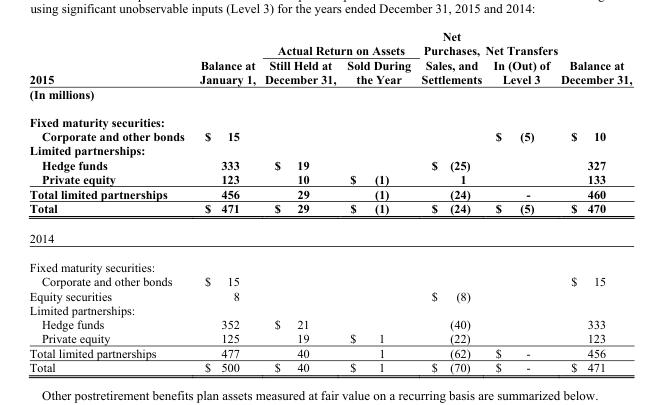 using significant unobservable inputs (Level 3) for the years ended December 31, 2015 and 2014:
Net
Actual Return on Assets Purchases, Net Transfers
Balance at Still Held at Sold During Sales, and In (Out) of Balance at
2015 January 1, December 31, the Year Settlements Level 3 December 31,
(In millions)
Fixed maturity securities:
Corporate and other bonds $ 15 $ (5) $ 10
Limited partnerships:
Hedge funds 333 $ 19 $ (25) 327
Private equity 123 10 $ (1) 1 133
Total limited partnerships 456 29 (1) (24) - 460
Total $ 471 $ 29 $ (1) $ (24) $ (5) $ 470
2014
Fixed maturity securities:
Corporate and other bonds $ 15 $ 15
Equity securities 8 $ (8)
Limited partnerships:
Hedge funds 352 $ 21 (40) 333
Private equity 125 19 $ 1 (22) 123
Total limited partnerships 477 40 1 (62) $ - 456
Total $ 500 $ 40 $ 1 $ (70) $ - $ 471
Other postretirement benefits plan assets measured at fair value on a recurring basis are summarized below.